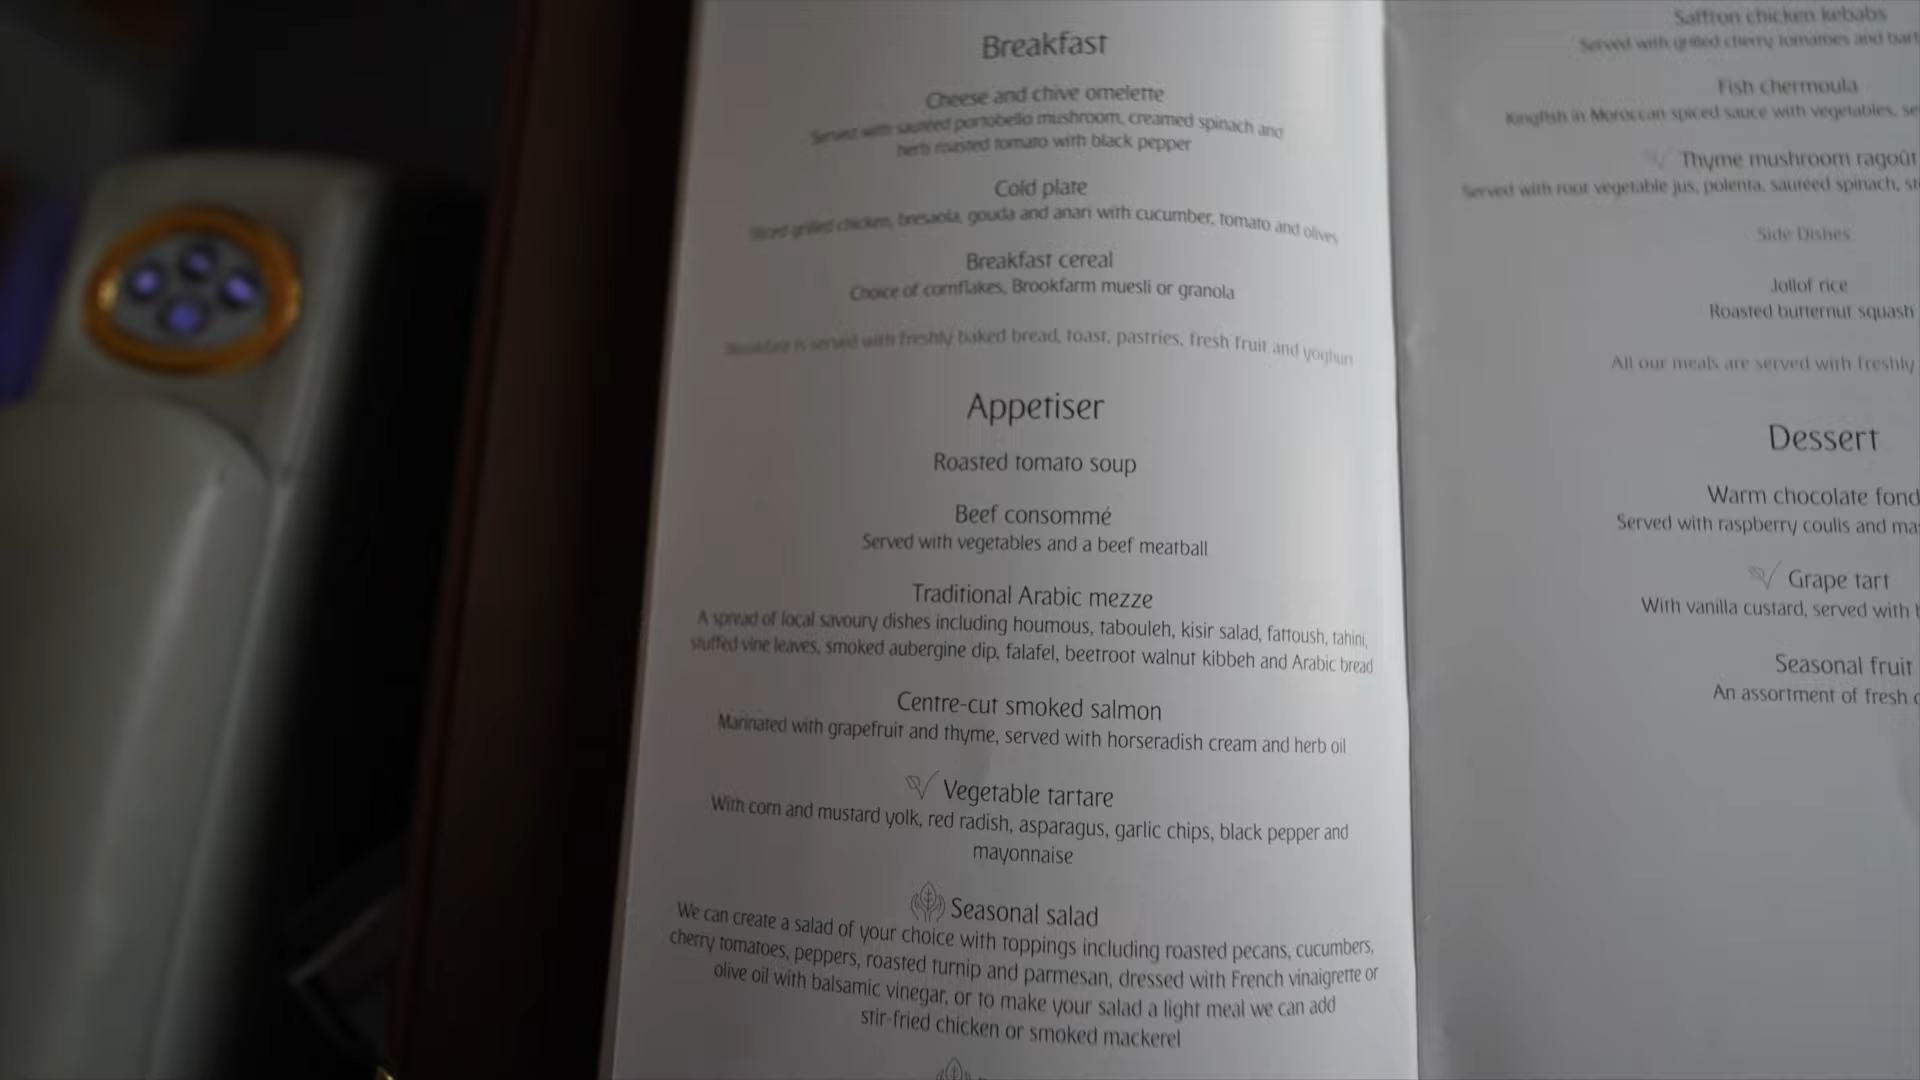 Breakfast
Cheese and chive omelette
Served with sautéed portobello mushroom, creamed spinach and
herb roasted tomato with black pepper
Cold plate
Sliced grilled chicken, bresaola, gouda and anari with cucumber, tomato and olives
Breakfast cereal
Choice of cornflakes, Brookfarm muesli or granola
Breakfast is served with freshly baked bread, toast, pastries, fresh fruit and yoghurt
Appetiser
Roasted tomato soup
Beef consommé
Served with vegetables and a beef meatball
Traditional Arabic mezze
A spread of local savoury dishes including houmous, tabouleh, kisir salad, fattoush, tahini,
stuffed vine leaves, smoked aubergine dip, falafel, beetroot walnut kibbeh and Arabic bread
Centre-cut smoked salmon
Marinated with grapefruit and thyme, served with horseradish cream and herb oil
Vegetable tartare
With corn and mustard yolk, red radish, asparagus, garlic chips, black pepper and
mayonnaise
Seasonal salad
We can create a salad of your choice with toppings including roasted pecans, cucumbers,
cherry tomatoes, peppers, roasted turnip and parmesan, dressed with French vinaigrette or
olive oil with balsamic vinegar, or to make your salad a light meal we can add
stir-fried chicken or smoked mackerel
Saffron chicken kebabs
Served with grilled cherry tomatoes and
Fish chermoula
Kingfish in Moroccan spiced sauce with vegetables,
Thyme mushroom ragoût
Served with root vegetable jus, polenta, sautéed spinach,
Side Dishes
Jollof rice
Roasted butternut squash
All our meals are served with freshly
Dessert
Warm chocolate fond
Served with raspberry coulis and
Grape tart
With vanilla custard, served with
Seasonal fruit
An assortment of fresh